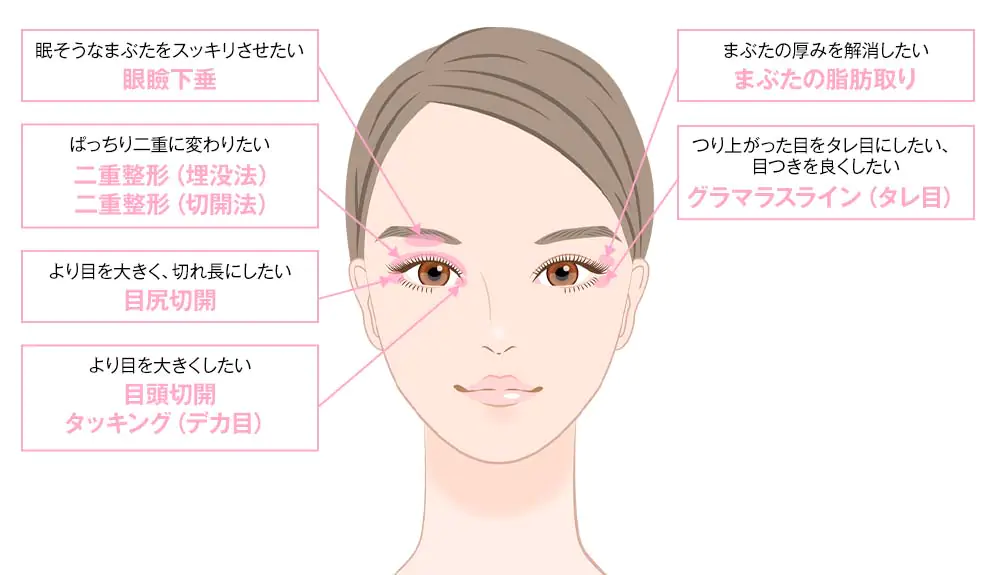 眠そうなまぶたをスッキリさせたい
眼瞼下垂
ぱっちり二重に変わりたい
二重整形（埋没法）
二重整形（切開法）
より目を大きく、切れ長にしたい
目尻切開
より目を大きくしたい
目頭切開
タッキング（デカ目）
まぶたの厚みを解消したい
まぶたの脂肪取り
つり上がった目をタレ目にしたい、
目つきを良くしたい
グラマラスライン（タレ目）